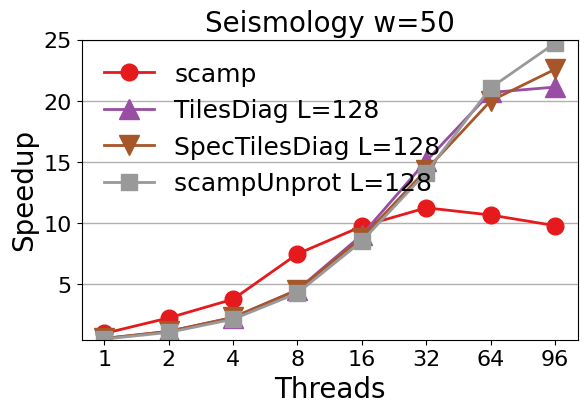 Seismology w=50
Speedup
25
20
15
10
5
scamp
TilesDiag L=128
SpecTilesDiag L=128
scampUnprot L=128
1 2 4 8 16 32 64 96
Threads